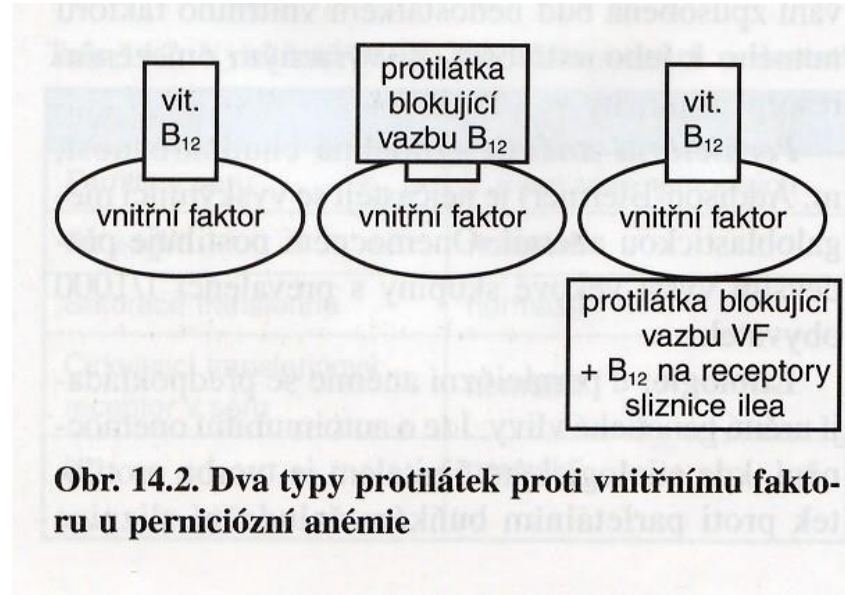 vit.
B₁₂
vnitřní faktor
protilátka
blokující
vazbu B₁₂
vnitřní faktor
vit.
B₁₂
vnitřní faktor
protilátka blokující
vazbu VF
+ B₁₂ na receptory
sliznice ilea
Obr. 14.2. Dva typy protilátek proti vnitřnímu fakto-
ru u perniciózní anémie